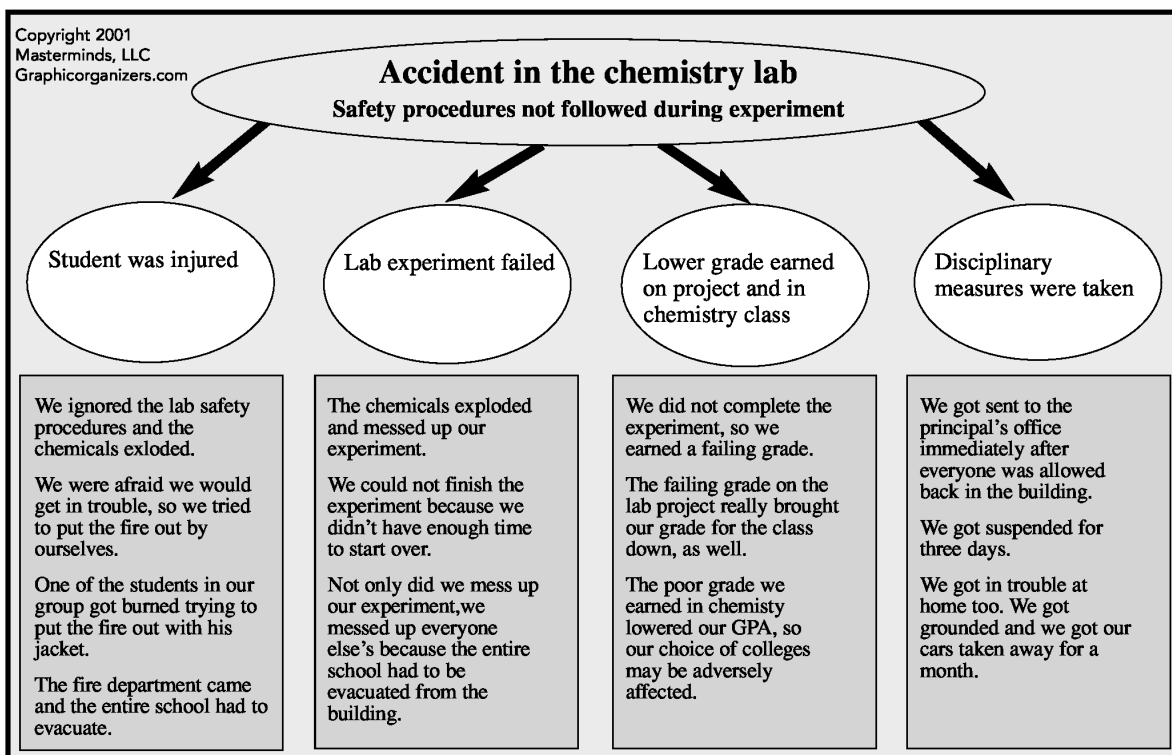 Copyright 2001
Masterminds, LLC
Graphicorganizers.com
Accident in the chemistry lab
Safety procedures not followed during experiment
Student was injured
Lab experiment failed
Lower grade earned
on project and in
chemistry class
Disciplinary
measures were taken
We ignored the lab safety
procedures and the
chemicals exloded.
We were afraid we would
get in trouble, so we tried
to put the fire out by
ourselves.
One of the students in our
group got burned trying to
put the fire out with his
jacket.
The fire department came
and the entire school had to
evacuate.
The chemicals exploded
and messed up our
experiment.
We could not finish the
experiment because we
didn't have enough time
to start over.
Not only did we mess up
our experiment,we
messed up everyone
else's because the entire
school had to be
evacuated from the
building.
We did not complete the
experiment, so we
earned a failing grade.
The failing grade on the
lab project really brought
our grade for the class
down, as well.
The poor grade we
earned in chemisty
lowered our GPA, so
our choice of colleges
may be adversely
affected.
We got sent to the
principal's office
immediately after
everyone was allowed
back in the building.
We got suspended for
three days.
We got in trouble at
home too. We got
grounded and we got our
cars taken away for a
month.